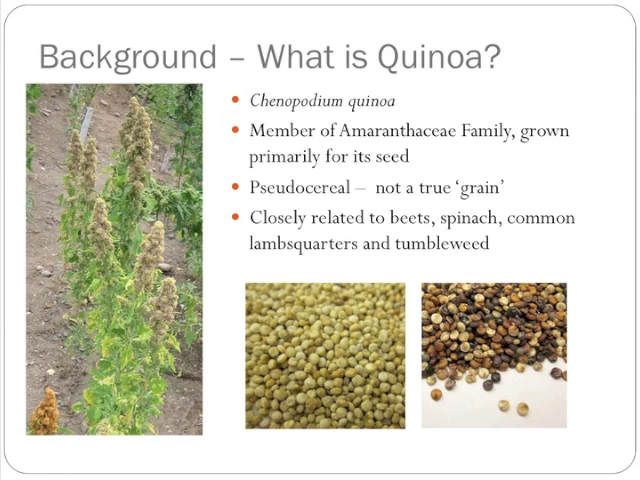 Background – What is Quinoa?
• Chenopodium quinoa
• Member of Amaranthaceae Family, grown
primarily for its seed
• Pseudocereal – not a true ‘grain’
• Closely related to beets, spinach, common
lambsquarters and tumbleweed